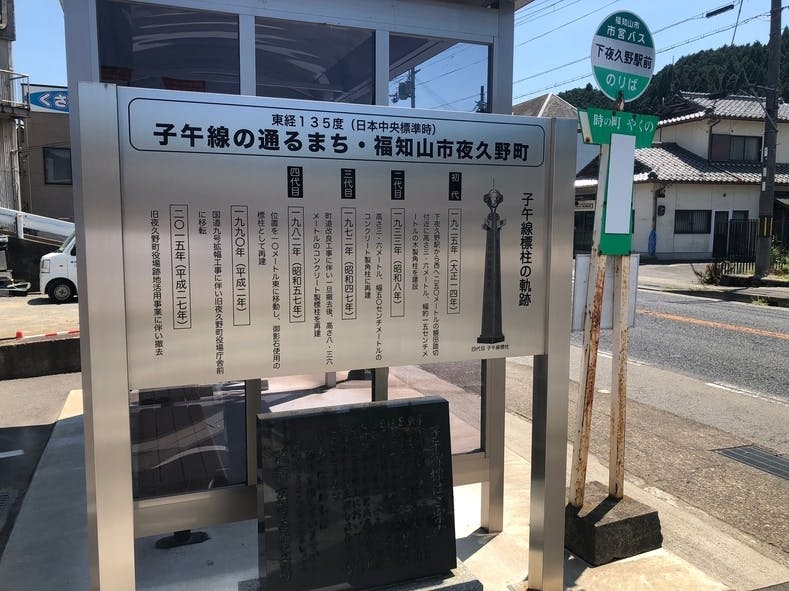 東経135度（日本中央標準時）
子午線の通るまち・福知山市夜久野町
子午線標柱の軌跡
初代
一九二五年（大正一四年）
下夜久野駅から西へ二五〇メートルの額田踏切
付近に高さ三・六メートル、幅約一五センチメ
ートルの木製角柱を建設
二代目
一九三三年（昭和八年）
高さ三・六メートル、幅五〇センチメートルの
コンクリート製角柱に再建
三代目
一九七二年（昭和四七年）
町道改良工事に伴い一旦撤去後、高さ八・三六
メートルのコンクリート製標柱を再建
四代目
一九八二年（昭和五七年）
位置を一〇メートル東に移動し、御影石使用の
標柱として再建
一九九〇年（平成二年）
国道九号拡幅工事に伴い旧夜久野町役場庁舎前
に移転
二〇一五年（平成二七年）
旧夜久野町役場跡地活用事業に伴い撤去
四代目 子午線標柱
福知山市
市営バス
下夜久野駅前
のりば
時の町 やくの
くさ